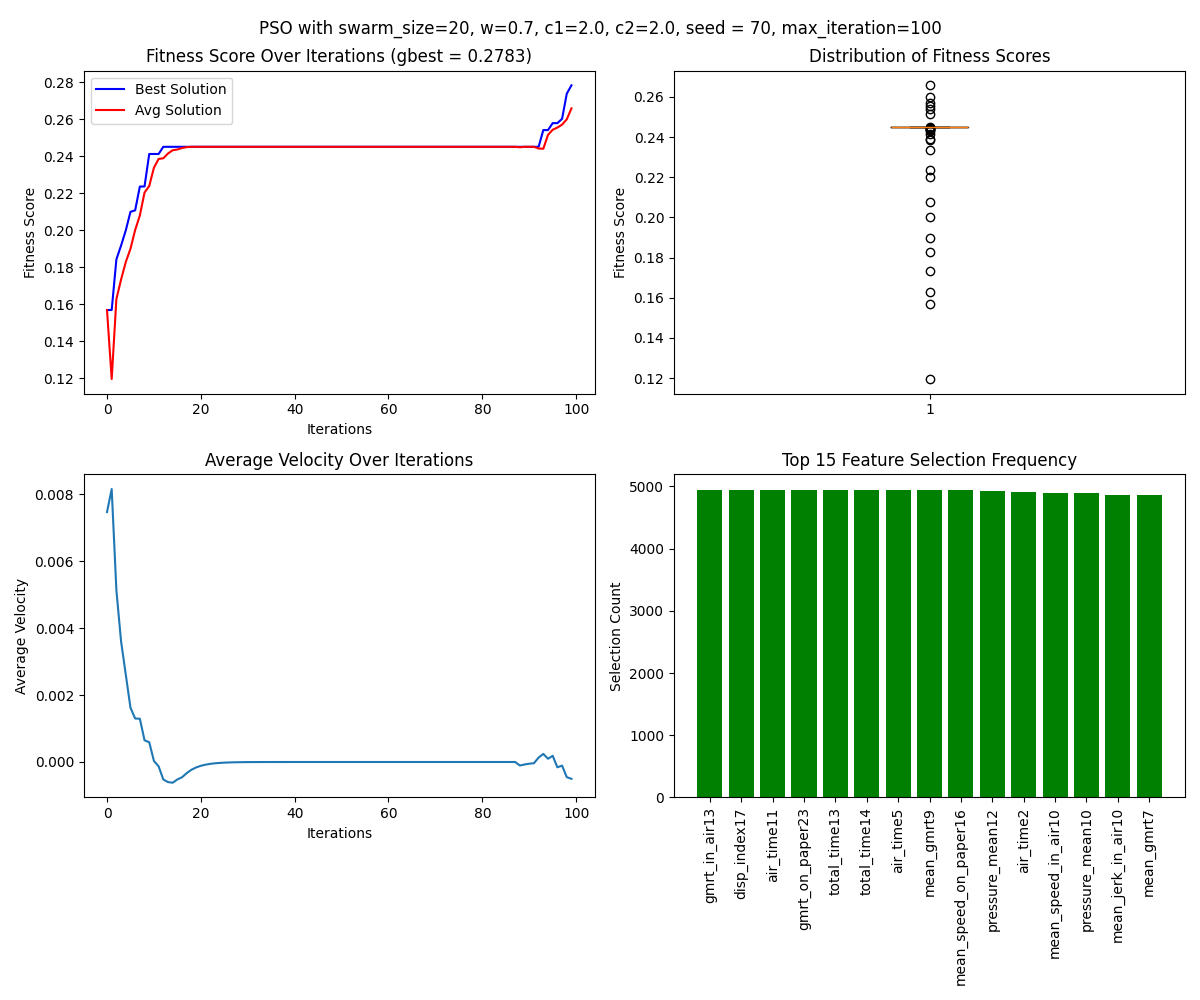 PSO with swarm_size=20, w=0.7, c1=2.0, c2=2.0, seed = 70, max_iteration=100
Fitness Score Over Iterations (gbest = 0.2783)
Best Solution
Avg Solution
Fitness Score
0.28
0.26
0.24
0.22
0.20
0.18
0.16
0.14
0.12
0 20 40 60 80 100
Iterations
Distribution of Fitness Scores
Fitness Score
0.26
0.24
0.22
0.20
0.18
0.16
0.14
0.12
1
Average Velocity Over Iterations
Average Velocity
0.008
0.006
0.004
0.002
0.000
0 20 40 60 80 100
Iterations
Top 15 Feature Selection Frequency
Selection Count
5000
4000
3000
2000
1000
0
gmrt_in_air13
disp_index17
air_time11
gmrt_on_paper23
total_time13
total_time14
air_time5
mean_gmrt9
mean_speed_on_paper16
pressure_mean12
air_time2
mean_speed_in_air10
pressure_mean10
mean_jerk_in_air10
mean_gmrt7